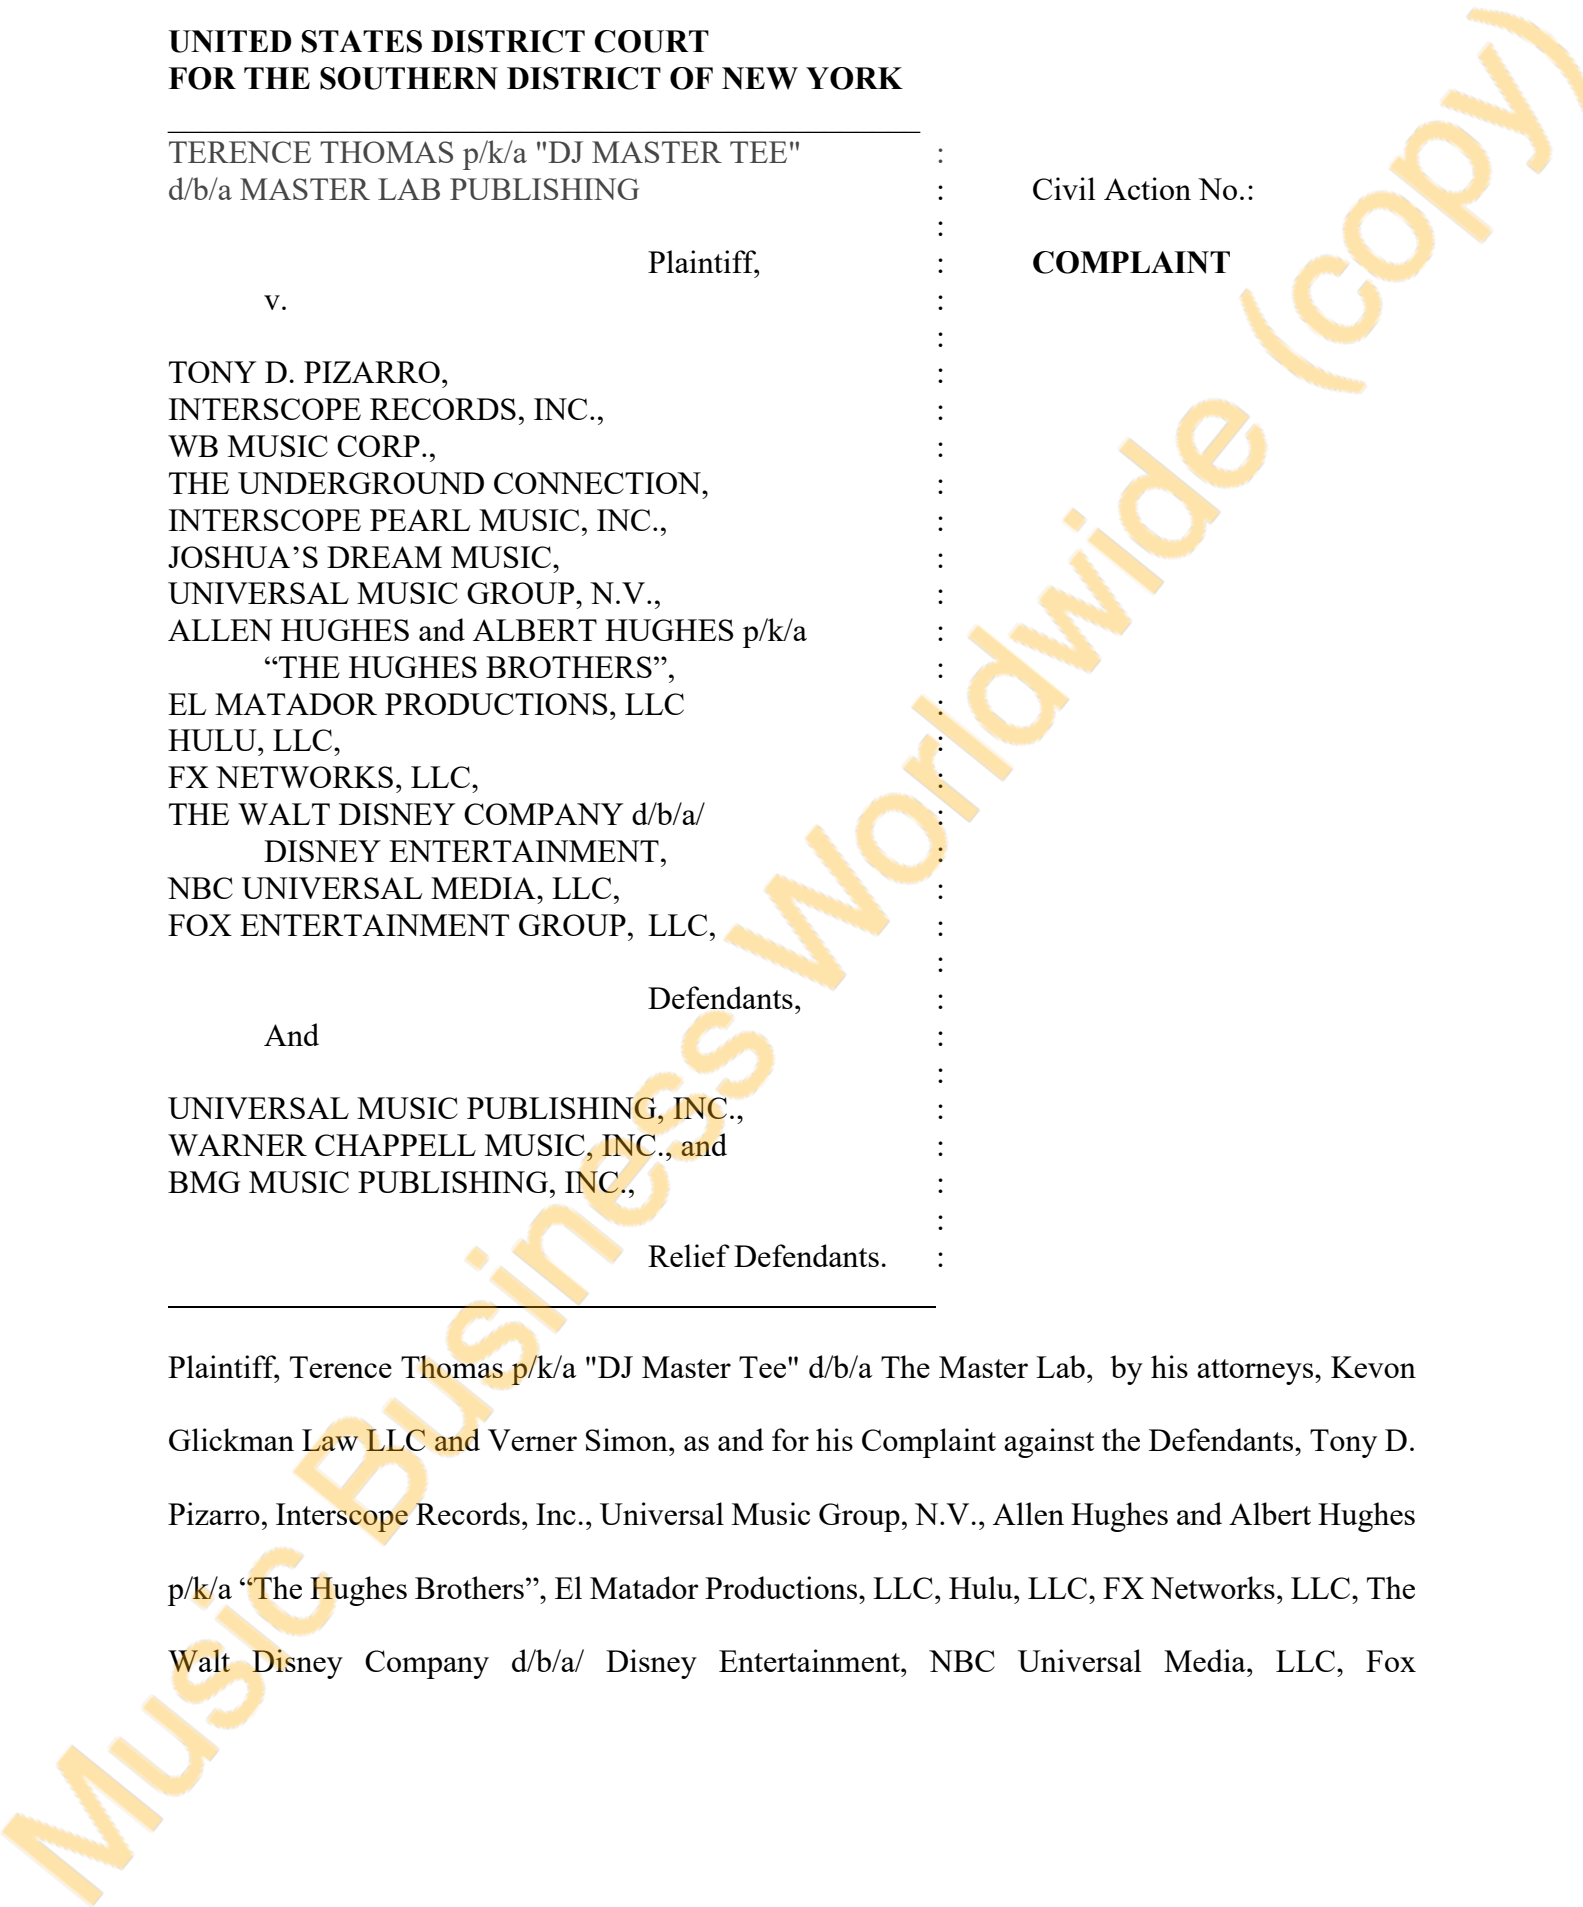 UNITED STATES DISTRICT COURT
FOR THE SOUTHERN DISTRICT OF NEW YORK
TERENCE THOMAS p/k/a "DJ MASTER TEE" :
d/b/a MASTER LAB PUBLISHING : Civil Action No.:
:
Plaintiff, : COMPLAINT
v. :
:
TONY D. PIZARRO, :
INTERSCOPE RECORDS, INC., :
WB MUSIC CORP., :
THE UNDERGROUND CONNECTION, :
INTERSCOPE PEARL MUSIC, INC., :
JOSHUA’S DREAM MUSIC, :
UNIVERSAL MUSIC GROUP, N.V., :
ALLEN HUGHES and ALBERT HUGHES p/k/a :
“THE HUGHES BROTHERS”, :
EL MATADOR PRODUCTIONS, LLC :
HULU, LLC, :
FX NETWORKS, LLC, :
THE WALT DISNEY COMPANY d/b/a/ :
DISNEY ENTERTAINMENT, :
NBC UNIVERSAL MEDIA, LLC, :
FOX ENTERTAINMENT GROUP, LLC, :
:
Defendants, :
And :
:
UNIVERSAL MUSIC PUBLISHING, INC., :
WARNER CHAPPELL MUSIC, INC., and :
BMG MUSIC PUBLISHING, INC., :
:
Relief Defendants. :
Plaintiff, Terence Thomas p/k/a "DJ Master Tee" d/b/a The Master Lab, by his attorneys, Kevon
Glickman Law LLC and Verner Simon, as and for his Complaint against the Defendants, Tony D.
Pizarro, Interscope Records, Inc., Universal Music Group, N.V., Allen Hughes and Albert Hughes
p/k/a “The Hughes Brothers”, El Matador Productions, LLC, Hulu, LLC, FX Networks, LLC, The
Walt Disney Company d/b/a/ Disney Entertainment, NBC Universal Media, LLC, Fox
Music Business Worldwide (copy)